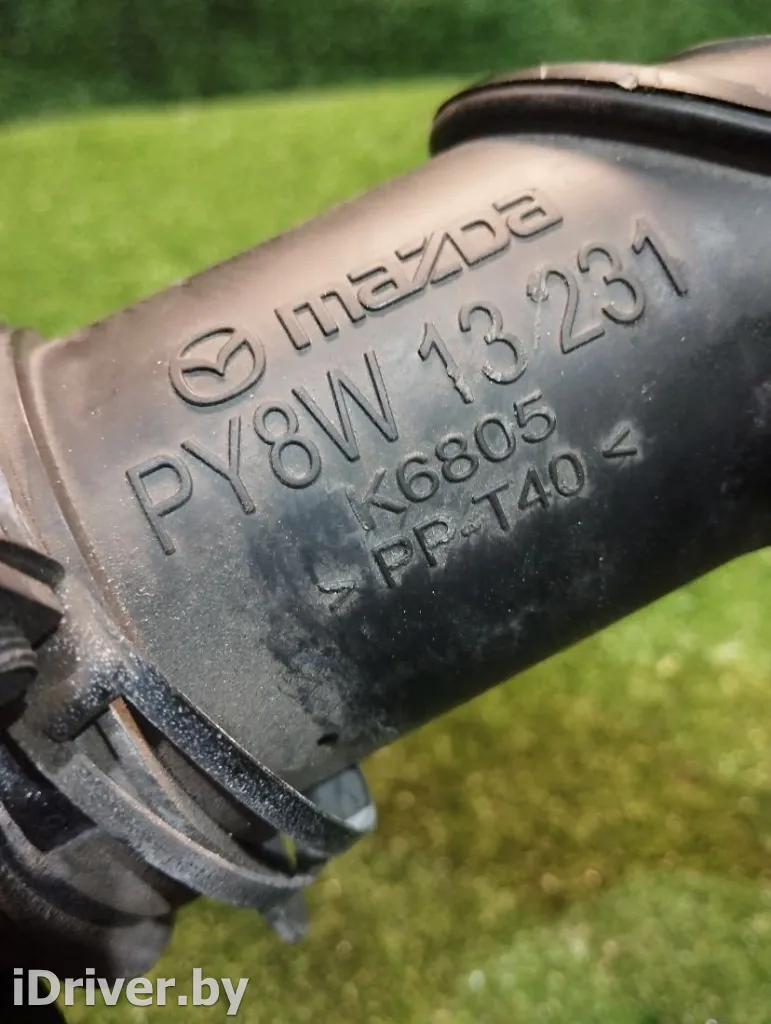 mazda
PY8W 13/231
K6805
>PP-T40<
iDriver.by